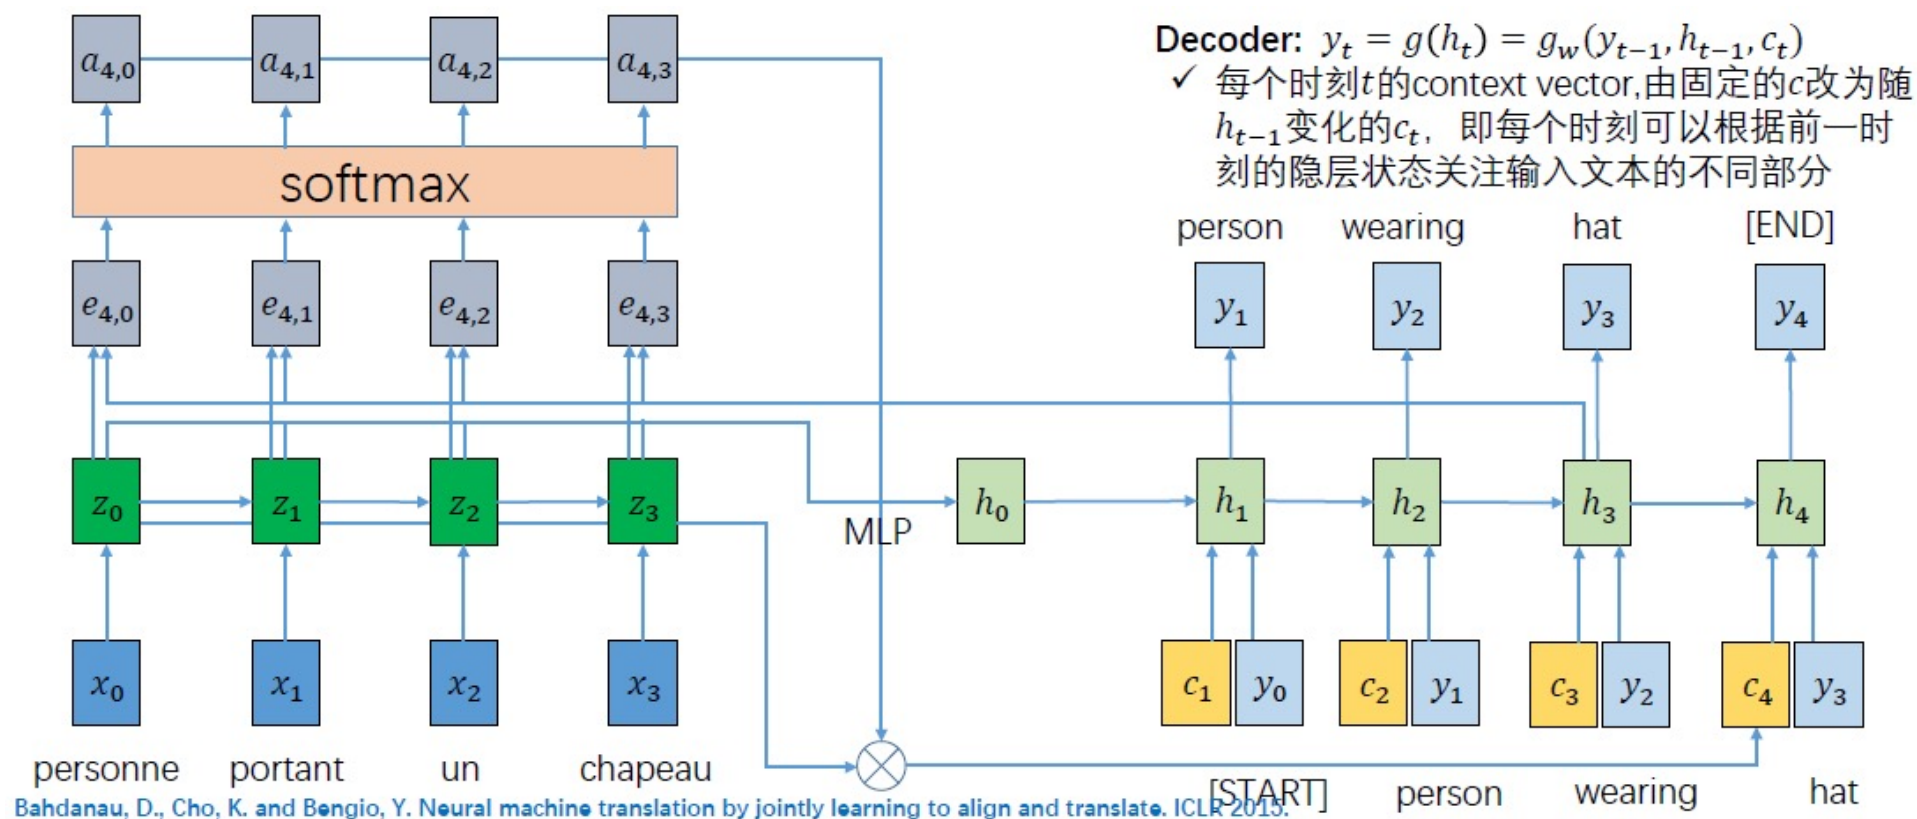 a₄,₀ a₄,₁ a₄,₂ a₄,₃
softmax
e₄,₀ e₄,₁ e₄,₂ e₄,₃
z₀ z₁ z₂ z₃
x₀ x₁ x₂ x₃
personne portant un chapeau
MLP
Decoder: yₜ = g(hₜ) = g_w(yₜ₋₁, hₜ₋₁, cₜ)
✓ 每个时刻t的context vector,由固定的c改为随
hₜ₋₁变化的cₜ，即每个时刻可以根据前一时
刻的隐层状态关注输入文本的不同部分
person wearing hat [END]
y₁ y₂ y₃ y₄
h₀ h₁ h₂ h₃ h₄
c₁ y₀ c₂ y₁ c₃ y₂ c₄ y₃
[START] person wearing hat
Bahdanau, D., Cho, K. and Bengio, Y. Neural machine translation by jointly learning to align and translate. ICLR 2015.